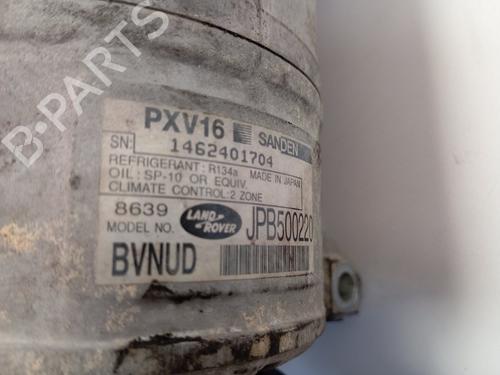 PXV16 SANDEN
SN: 1462401704
REFRIGERANT : R134a MADE IN JAPAN
OIL : SP-10 OR EQUIV.
CLIMATE CONTROL : 2 ZONE
8639 LAND ROVER JPB500220
MODEL NO.
BVNUD
B-PARTS